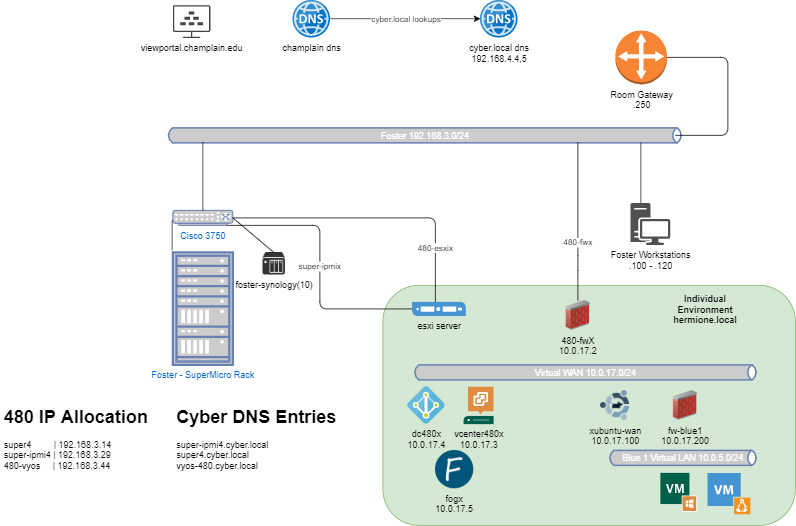 DNS
DNS
cyber.local lookups
viewportal.champlain.edu
champlain dns
cyber.local dns
192.168.4.4,5
Room Gateway
.250
Foster 192.168.3.0/24
Cisco 3750
480-esxix
480-fwx
Foster Workstations
.100 - .120
super-ipmix
foster-synology(10)
Individual
Environment
hermione.local
esxi server
480-fwX
10.0.17.2
Foster - SuperMicro Rack
Virtual WAN 10.0.17.0/24
480 IP Allocation
super4 | 192.168.3.14
super-ipmi4 | 192.168.3.29
480-vyos | 192.168.3.44
Cyber DNS Entries
super-ipmi4.cyber.local
super4.cyber.local
vyos-480.cyber.local
dc480x
10.0.17.4
vcenter480x
10.0.17.3
xubuntu-wan
10.0.17.100
fw-blue1
10.0.17.200
Blue 1 Virtual LAN 10.0.5.0/24
F
fogx
10.0.17.5
VM
VM